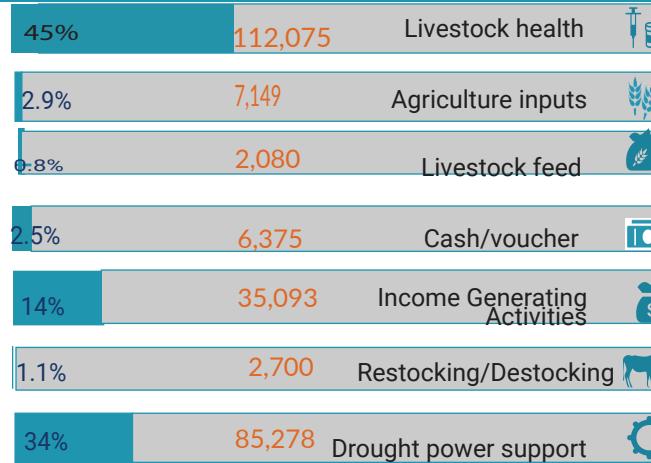 45% 112,075 Livestock health
2.9% 7,149 Agriculture inputs
0.8% 2,080 Livestock feed
2.5% 6,375 Cash/voucher
14% 35,093 Income Generating
Activities
1.1% 2,700 Restocking/Destocking
34% 85,278 Drought power support